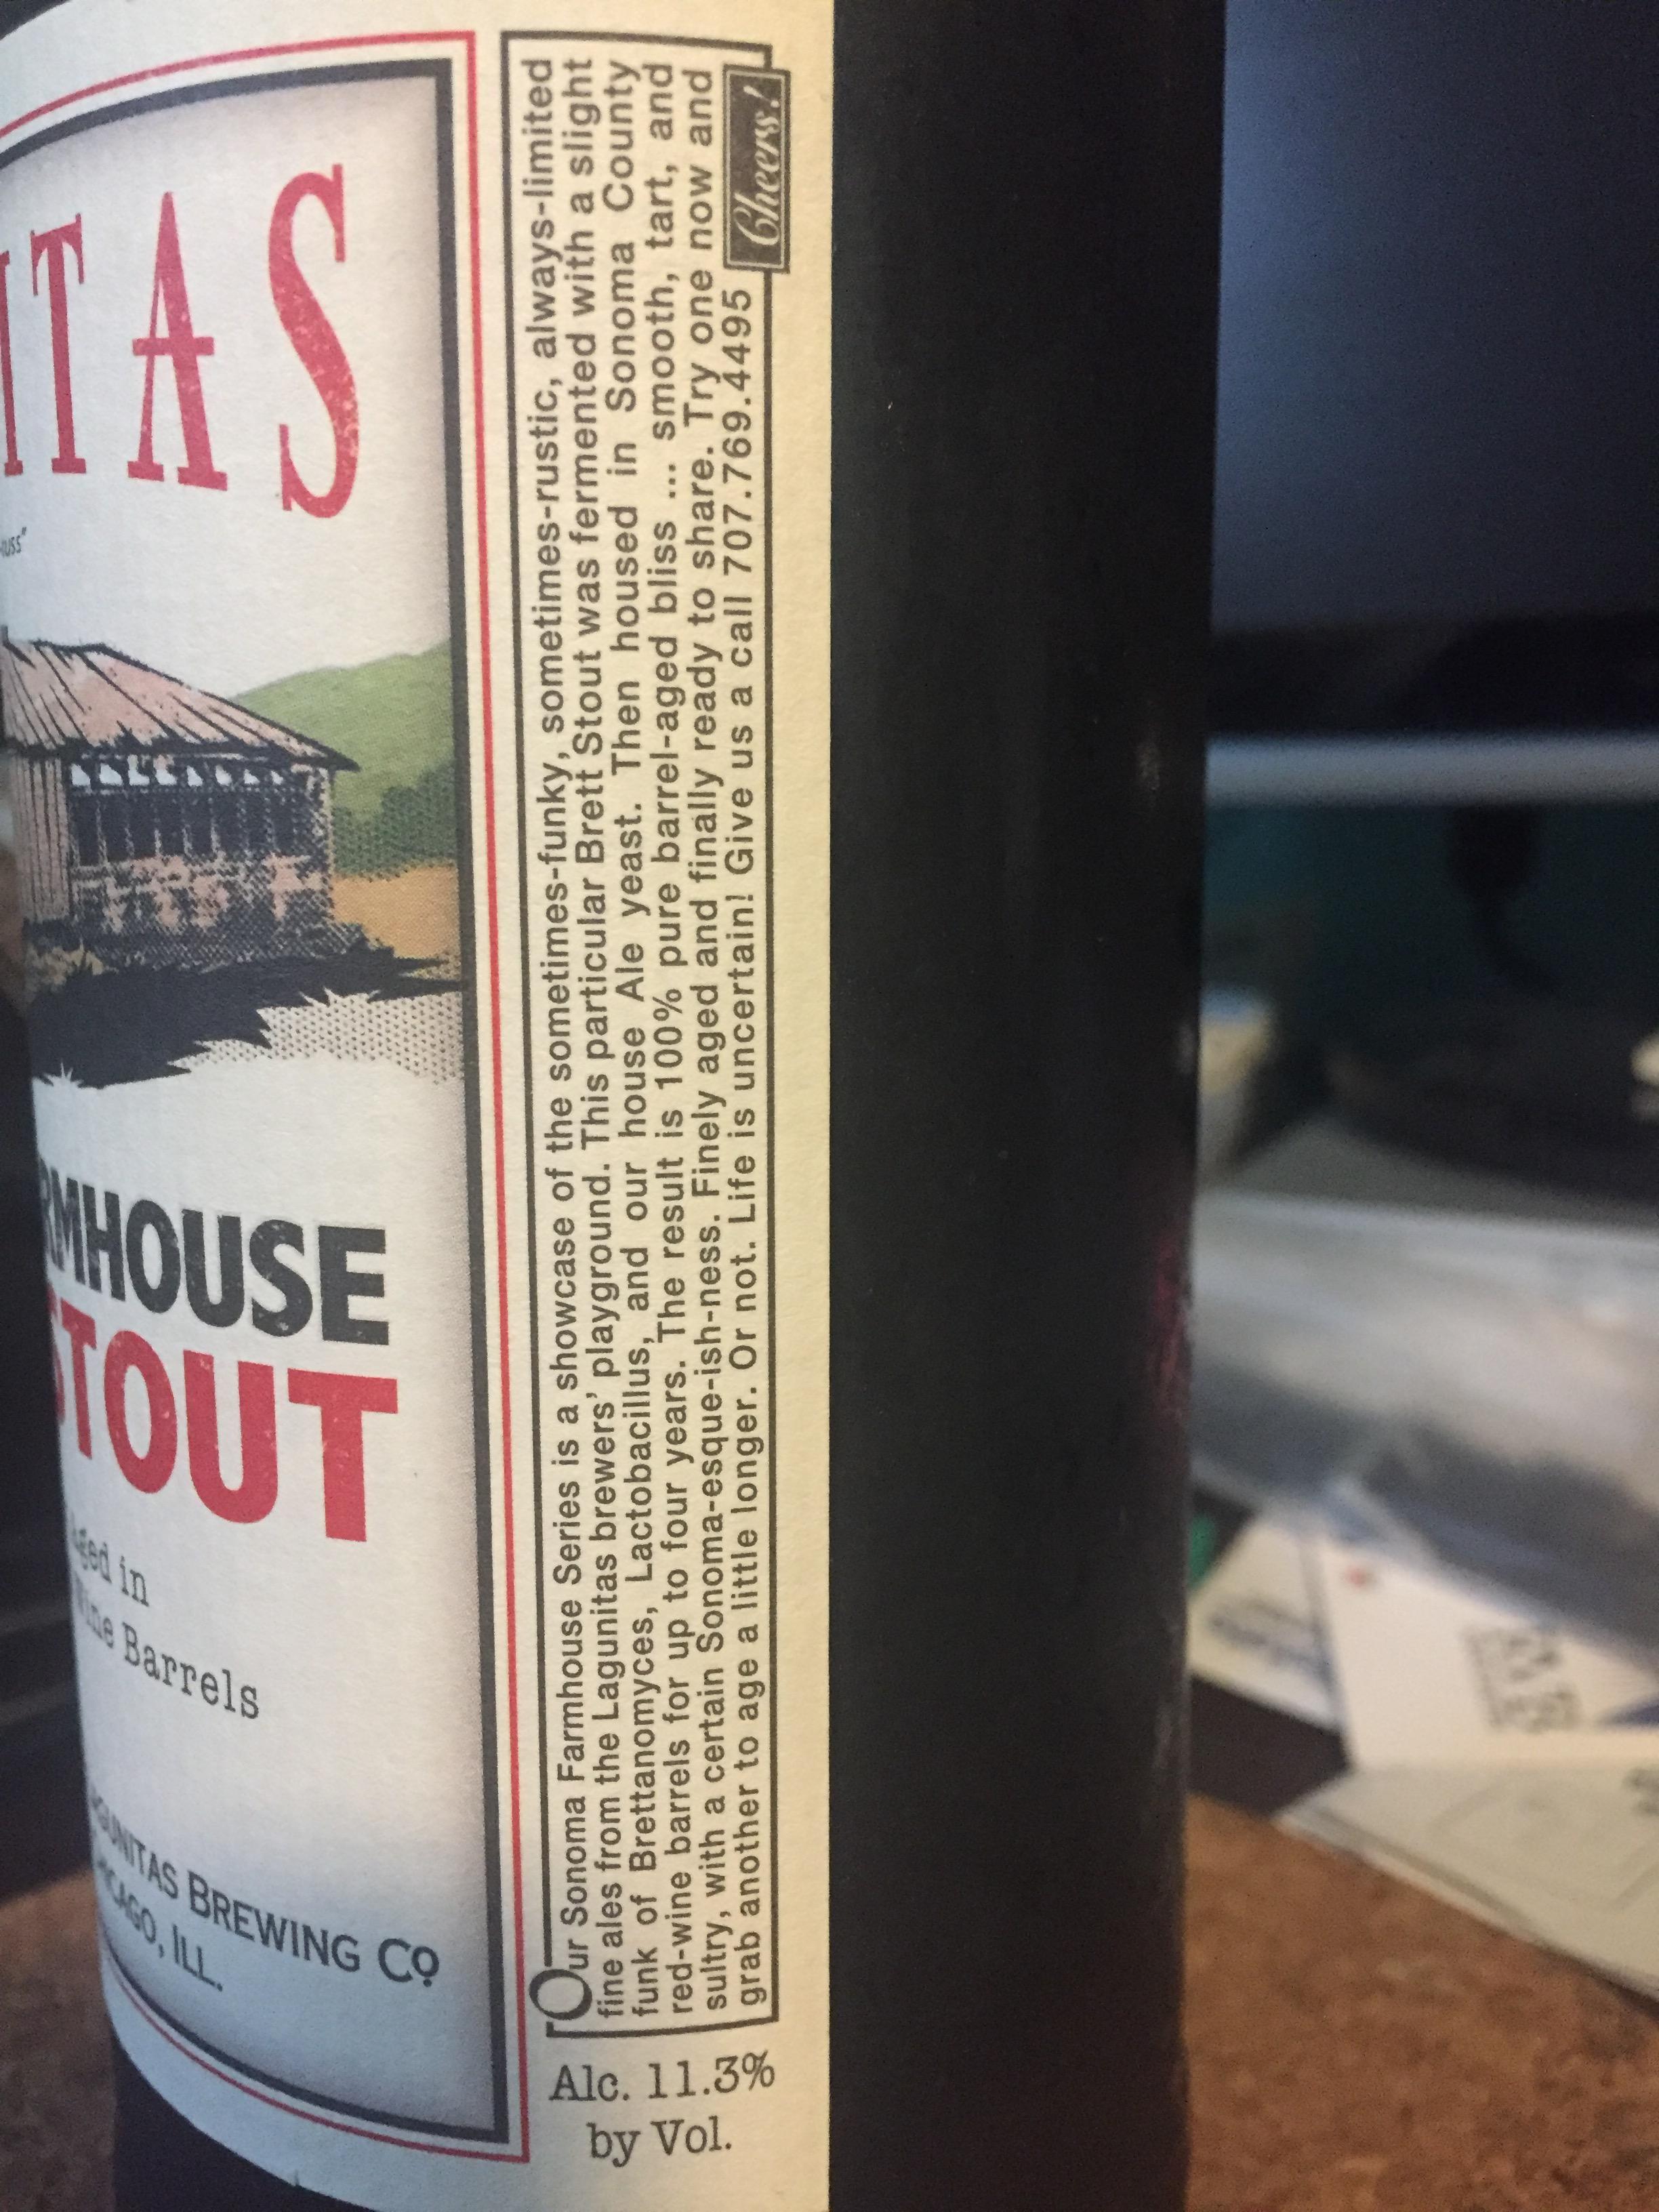 ITAS
RMHOUSE
STOUT
Aged in
Wine Barrels
AGUNITAS BREWING CO
CHICAGO, ILL.
Our Sonoma Farmhouse Series is a showcase of the sometimes-funky, sometimes-rustic, always-limited
fine ales from the Lagunitas brewers' playground. This particular Brett Stout was fermented with a slight
funk of Brettanomyces, Lactobacillus, and our house Ale yeast. Then housed in Sonoma County
red-wine barrels for up to four years. The result is 100% pure barrel-aged bliss ... smooth, tart, and
sultry, with a certain Sonoma-esque-ish-ness. Finely aged and finally ready to share. Try one now and
grab another to age a little longer. Or not. Life is uncertain! Give us a call 707.769.4495
Cheers!
Alc. 11.3%
by Vol.